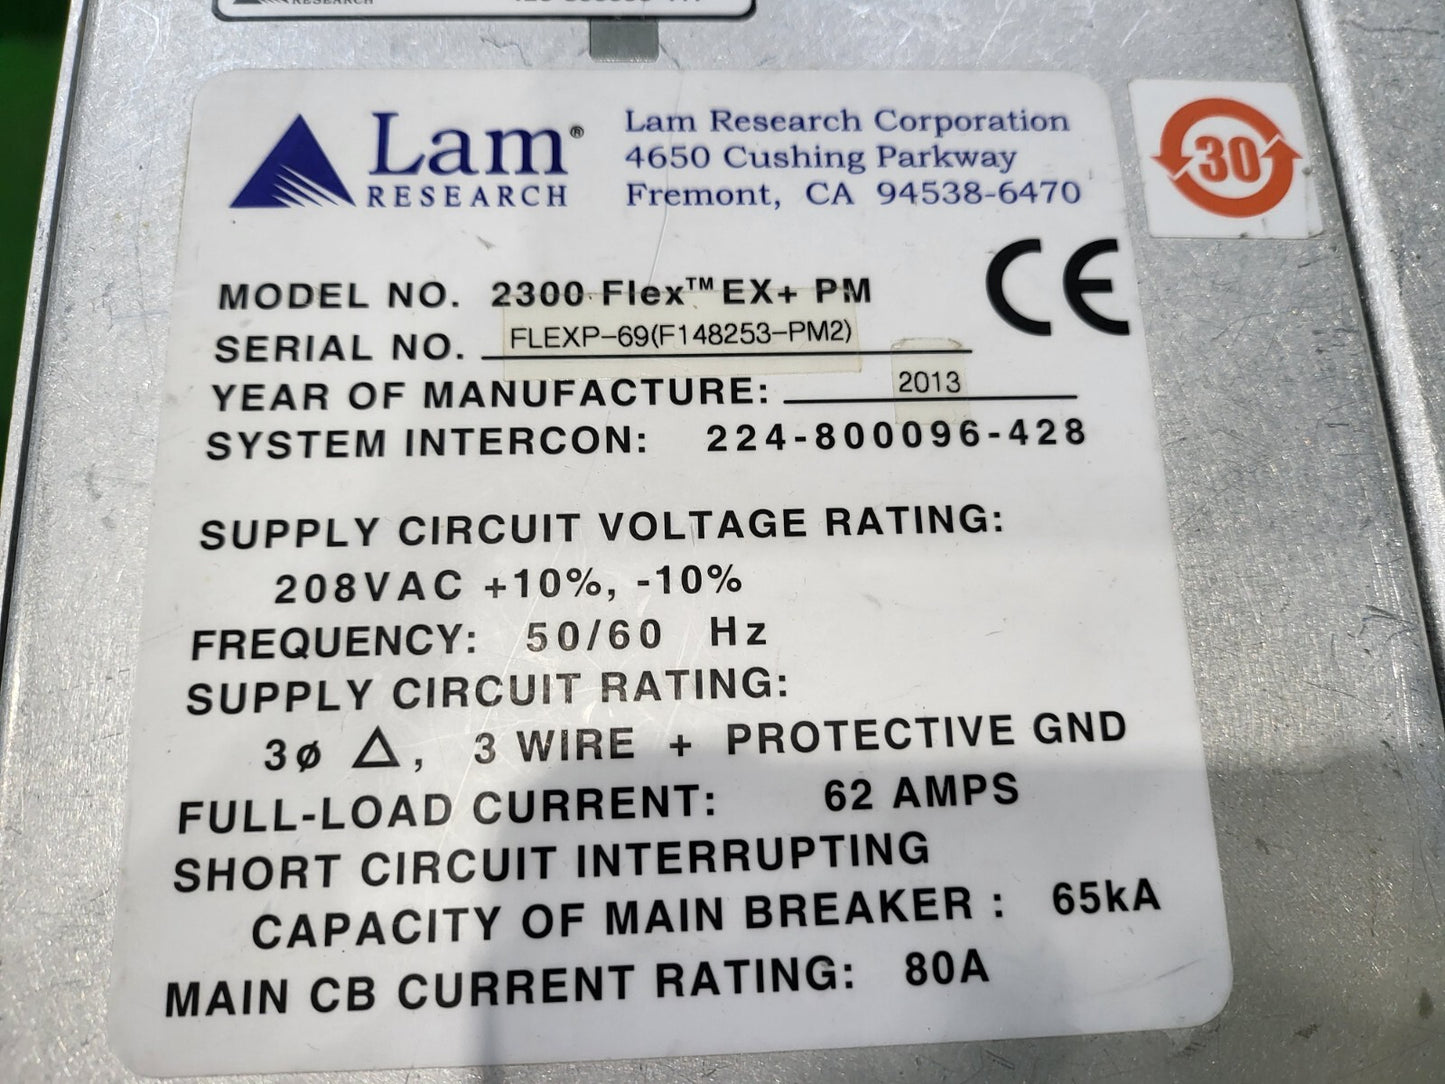 RESEARCH
Lam®
RESEARCH
Lam Research Corporation
4650 Cushing Parkway
Fremont, CA 94538-6470
30
CE
MODEL NO. 2300 Flex™ EX+ PM
SERIAL NO. FLEXP-69(F148253-PM2)
YEAR OF MANUFACTURE: 2013
SYSTEM INTERCON: 224-800096-428
SUPPLY CIRCUIT VOLTAGE RATING:
208VAC +10%, -10%
FREQUENCY: 50/60 Hz
SUPPLY CIRCUIT RATING:
3ø △, 3 WIRE + PROTECTIVE GND
FULL-LOAD CURRENT: 62 AMPS
SHORT CIRCUIT INTERRUPTING
CAPACITY OF MAIN BREAKER : 65kA
MAIN CB CURRENT RATING: 80A